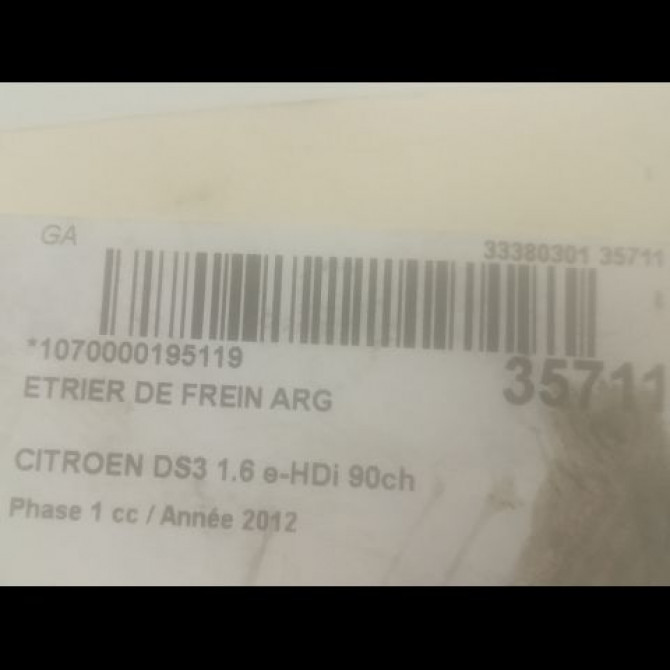 GA
33380301 35711
*1070000195119
35711
ETRIER DE FREIN ARG
CITROEN DS3 1.6 e-HDi 90ch
Phase 1 cc / Année 2012